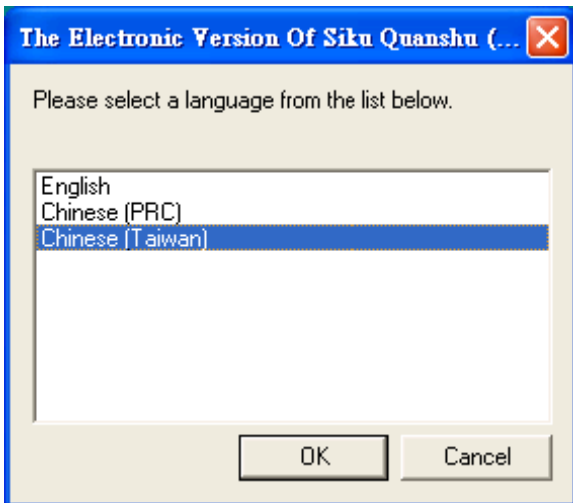 The Electronic Version Of Siku Quanshu (...
Please select a language from the list below.
English
Chinese (PRC)
Chinese (Taiwan)
OK
Cancel